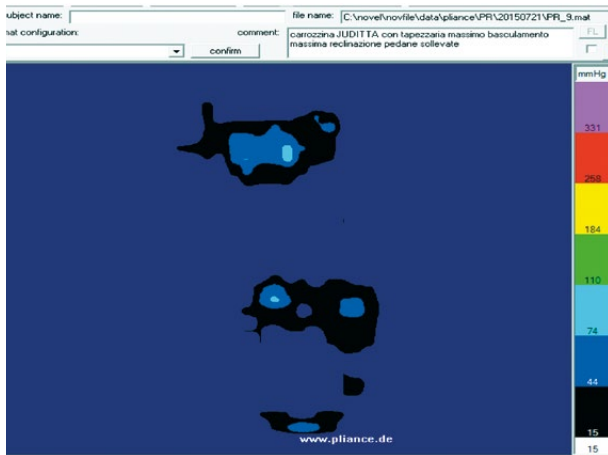 ubject name:
file name: C:\novel\novfile\data\pliance\PR\20150721\PR_9.mat
nat configuration:
comment: carrozzina JUDITTA con tapezzaria massimo basculamento
massima reclinazione pedane sollevate
FL
confirm
mmHg
331
258
184
110
74
44
15
15
www.pliance.de